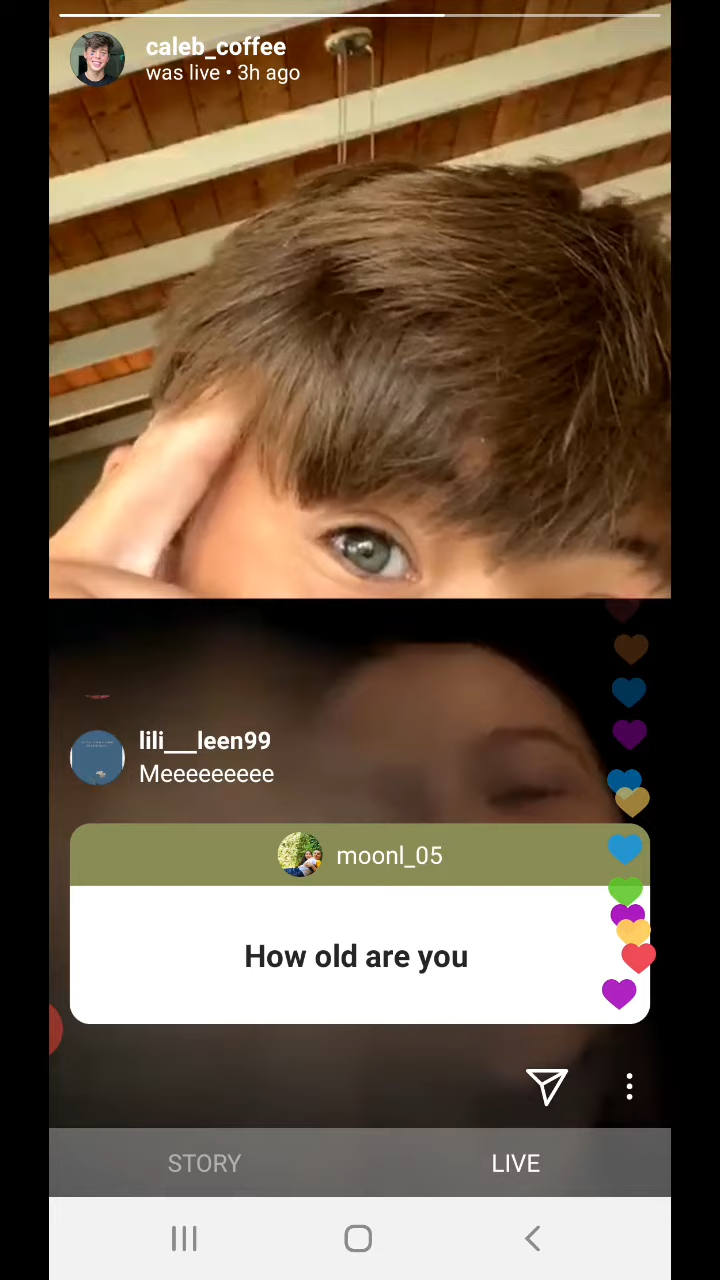 caleb_coffee
was live • 3h ago
lili___leen99
Meeeeeeeee
moonl_05
How old are you
STORY LIVE